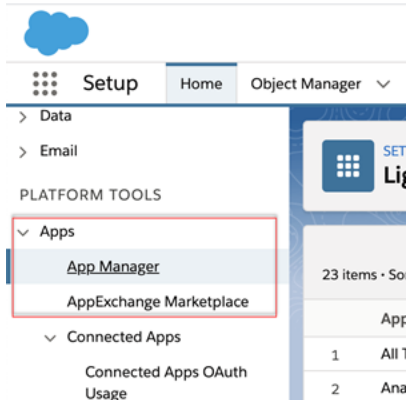 Setup
Home
Object Manager
Data
Email
PLATFORM TOOLS
Apps
App Manager
AppExchange Marketplace
Connected Apps
Connected Apps OAuth
Usage
SET
Lig
23 items · So
App
1 All T
2 Ana